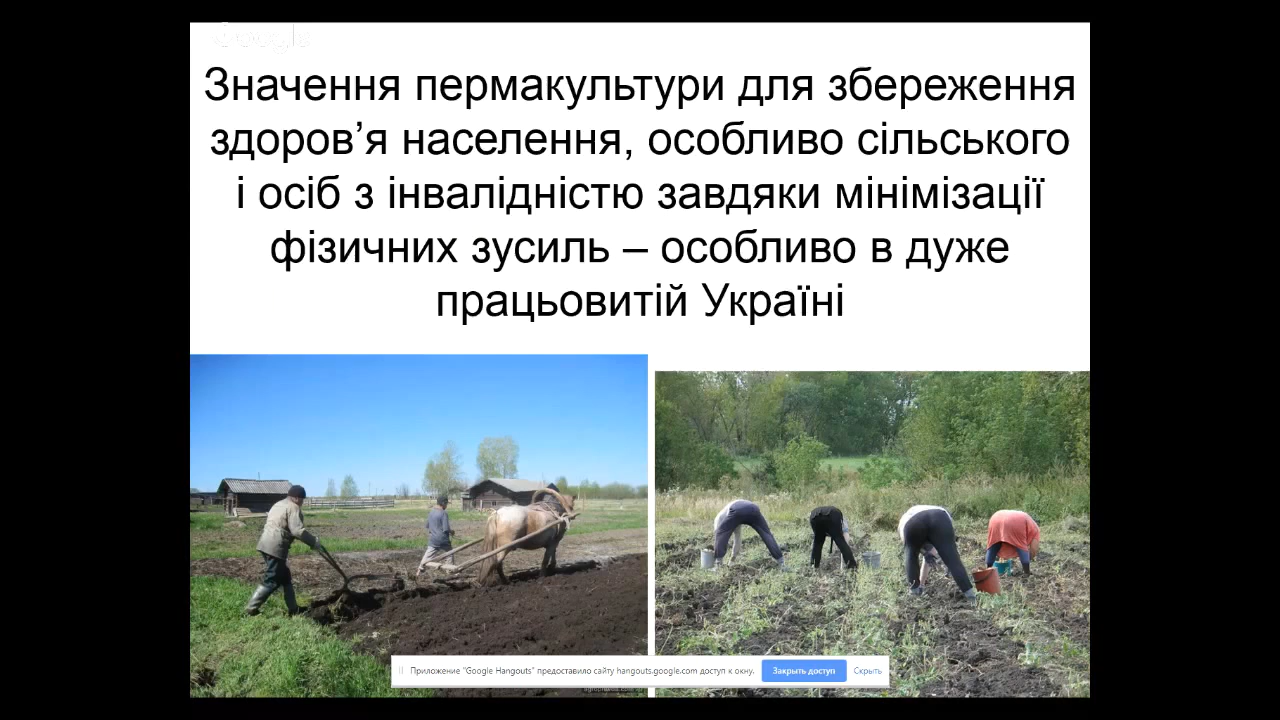 Google
Значення пермакультури для збереження
здоров’я населення, особливо сільського
і осіб з інвалідністю завдяки мінімізації
фізичних зусиль – особливо в дуже
працьовитій Україні
Приложение "Google Hangouts" предоставило сайту hangouts.google.com доступ к окну.
Закрыть доступ
Скрыть